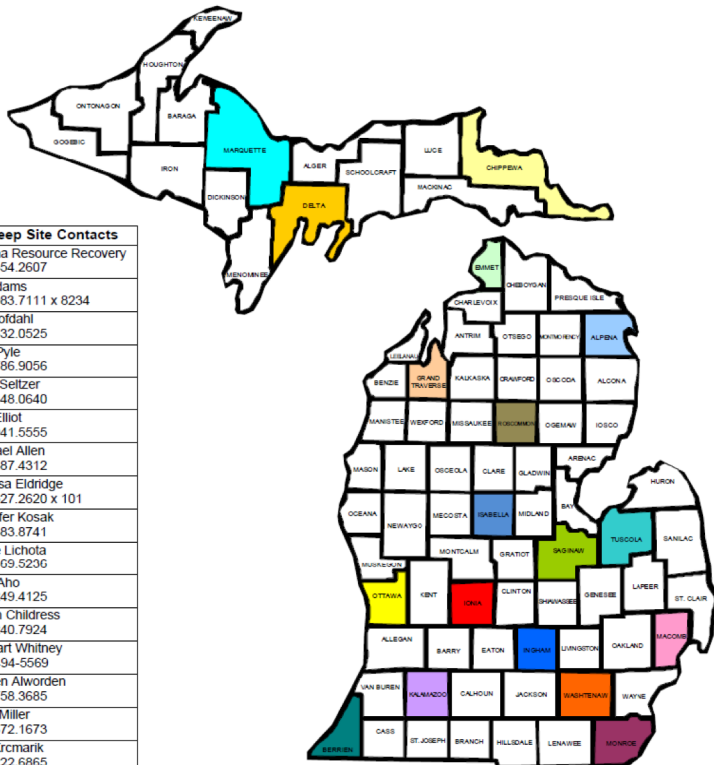 KEWEENAW
HOUGHTON
ONTONAGON
BARAGA
GOGEBIC
MARQUETTE
LUCE
CHIPPEWA
IRON
ALGER
SCHOOLCRAFT
MACKINAC
DICKINSON
DELTA
MENOMINEE
eep Site Contacts
a Resource Recovery
54.2607
dams
83.7111 x 8234
ofdahl
32.0525
Pyle
86.9056
Seltzer
48.0640
Elliot
41.5555
ael Allen
87.4312
sa Eldridge
27.2620 x 101
fer Kosak
83.8741
Lichota
69.5236
Aho
49.4125
Childress
40.7924
art Whitney
94-5569
n Alworden
58.3685
Miller
72.1673
Krcmarik
22.6865
EMMET
CHEBOYGAN
PRESQUE ISLE
CHARLEVOIX
ANTRIM
OTSEGO
MONTMORENCY
ALPENA
LEELANAU
BENZIE
GRAND
TRAVERSE
KALKASKA
CRAWFORD
OSCODA
ALCONA
MANISTEE
WEXFORD
MISSAUKEE
ROSCOMMON
OGEMAW
IOSCO
ARENAC
MASON
LAKE
OSCEOLA
CLARE
GLADWIN
HURON
OCEANA
NEWAYGO
MECOSTA
ISABELLA
MIDLAND
BAY
TUSCOLA
SANILAC
MONTCALM
GRATIOT
SAGINAW
MUSKEGON
OTTAWA
KENT
IONIA
CLINTON
SHIAWASSEE
GENESEE
LAPEER
ST. CLAIR
ALLEGAN
BARRY
EATON
INGHAM
LIVINGSTON
OAKLAND
MACOMB
VAN BUREN
KALAMAZOO
CALHOUN
JACKSON
WASHTENAW
WAYNE
BERRIEN
CASS
ST. JOSEPH
BRANCH
HILLSDALE
LENAWEE
MONROE